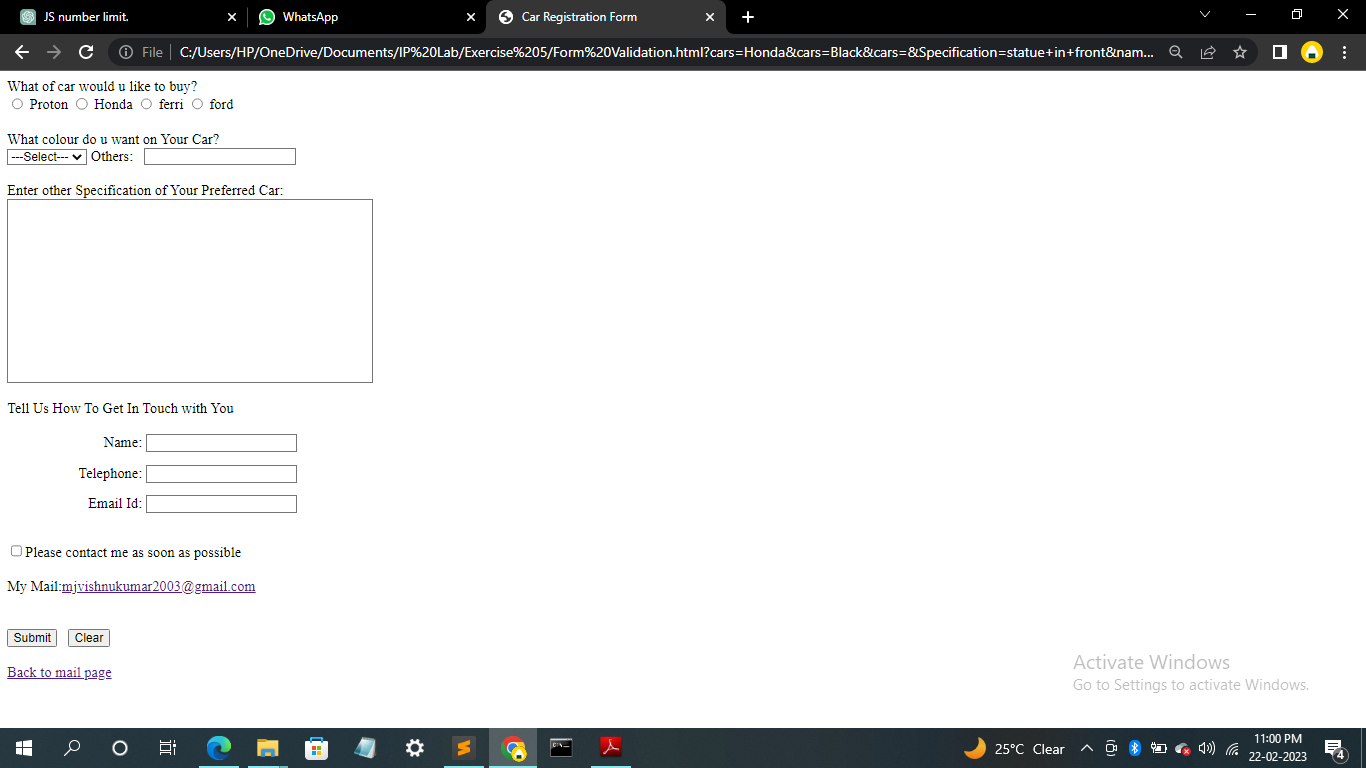 JS number limit.
WhatsApp
Car Registration Form
File
C:/Users/HP/OneDrive/Documents/IP%20Lab/Exercise%205/Form%20Validation.html?cars=Honda&cars=Black&cars=&Specification=statue+in+front&nam...
What of car would u like to buy?
Proton Honda ferri ford
What colour do u want on Your Car?
---Select--- Others:
Enter other Specification of Your Preferred Car:
Tell Us How To Get In Touch with You
Name:
Telephone:
Email Id:
Please contact me as soon as possible
My Mail:mjvishnukumar2003@gmail.com
Submit Clear
Back to mail page
Activate Windows
Go to Settings to activate Windows.
25°C Clear
11:00 PM
22-02-2023
4